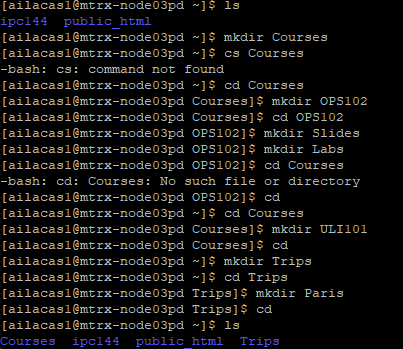 [ailacas1@mtrx-node03pd ~]$ ls
ipc144  public_html
[ailacas1@mtrx-node03pd ~]$ mkdir Courses
[ailacas1@mtrx-node03pd ~]$ cs Courses
-bash: cs: command not found
[ailacas1@mtrx-node03pd ~]$ cd Courses
[ailacas1@mtrx-node03pd Courses]$ mkdir OPS102
[ailacas1@mtrx-node03pd Courses]$ cd OPS102
[ailacas1@mtrx-node03pd OPS102]$ mkdir Slides
[ailacas1@mtrx-node03pd OPS102]$ mkdir Labs
[ailacas1@mtrx-node03pd OPS102]$ cd Courses
-bash: cd: Courses: No such file or directory
[ailacas1@mtrx-node03pd OPS102]$ cd
[ailacas1@mtrx-node03pd ~]$ cd Courses
[ailacas1@mtrx-node03pd Courses]$ mkdir ULI101
[ailacas1@mtrx-node03pd Courses]$ cd
[ailacas1@mtrx-node03pd ~]$ mkdir Trips
[ailacas1@mtrx-node03pd ~]$ cd Trips
[ailacas1@mtrx-node03pd Trips]$ mkdir Paris
[ailacas1@mtrx-node03pd Trips]$ cd
[ailacas1@mtrx-node03pd ~]$ ls
Courses  ipc144  public_html  Trips